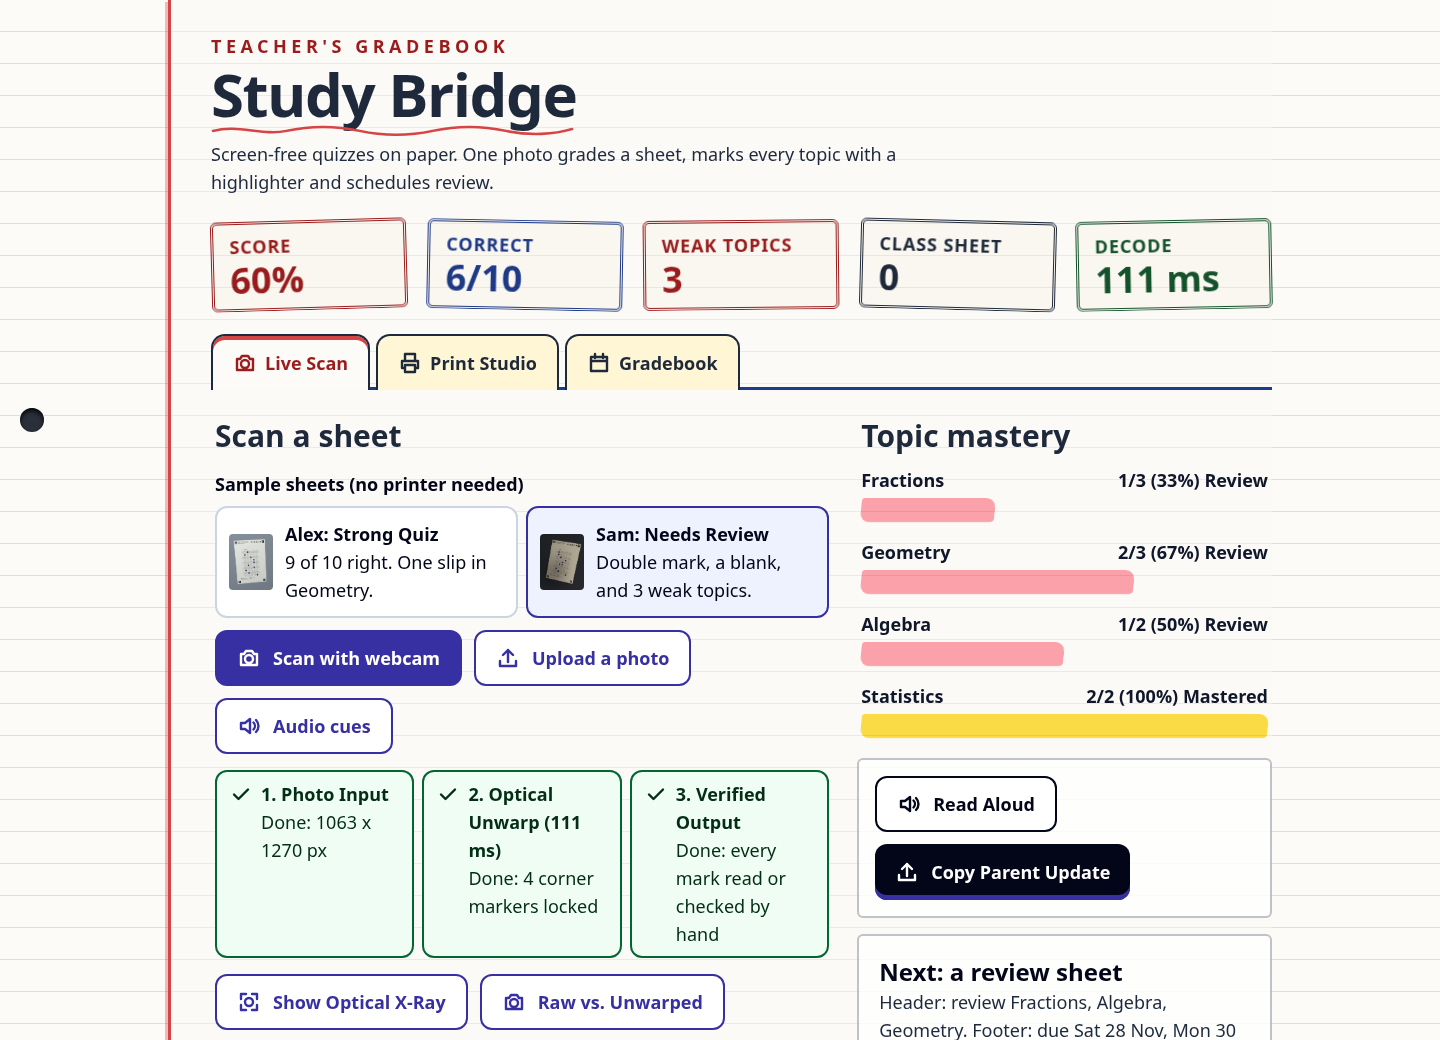 TEACHER'S GRADEBOOK
Study Bridge
Screen-free quizzes on paper. One photo grades a sheet, marks every topic with a
highlighter and schedules review.
SCORE
60%
CORRECT
6/10
WEAK TOPICS
3
CLASS SHEET
0
DECODE
111 ms
Live Scan
Print Studio
Gradebook
Scan a sheet
Sample sheets (no printer needed)
Alex: Strong Quiz
9 of 10 right. One slip in
Geometry.
Sam: Needs Review
Double mark, a blank,
and 3 weak topics.
Scan with webcam
Upload a photo
Audio cues
1. Photo Input
Done: 1063 x
1270 px
2. Optical
Unwarp (111
ms)
Done: 4 corner
markers locked
3. Verified
Output
Done: every
mark read or
checked by
hand
Show Optical X-Ray
Raw vs. Unwarped
Topic mastery
Fractions 1/3 (33%) Review
Geometry 2/3 (67%) Review
Algebra 1/2 (50%) Review
Statistics 2/2 (100%) Mastered
Read Aloud
Copy Parent Update
Next: a review sheet
Header: review Fractions, Algebra,
Geometry. Footer: due Sat 28 Nov, Mon 30